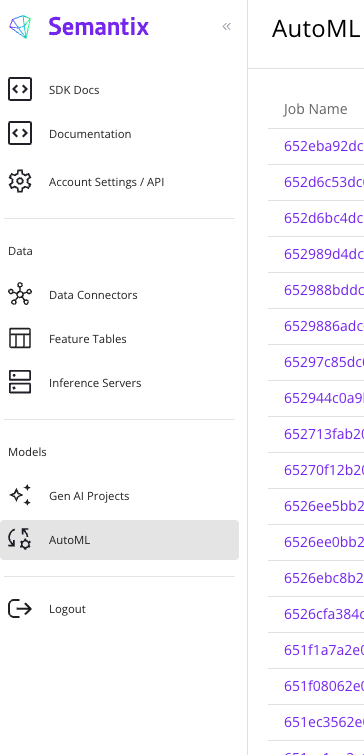 Semantix
«
AutoML
SDK Docs
Documentation
Account Settings / API
Data
Data Connectors
Feature Tables
Inference Servers
Models
Gen AI Projects
AutoML
Logout
Job Name
652eba92dc
652d6c53dc
652d6bc4dc
652989d4dc
652988bddc
6529886adc
65297c85dc
652944c0a9
652713fab2
65270f12b2
6526ee5bb2
6526ee0bb2
6526ebc8b2
6526cfa384
651f1a7a2e
651f08062e
651ec3562e